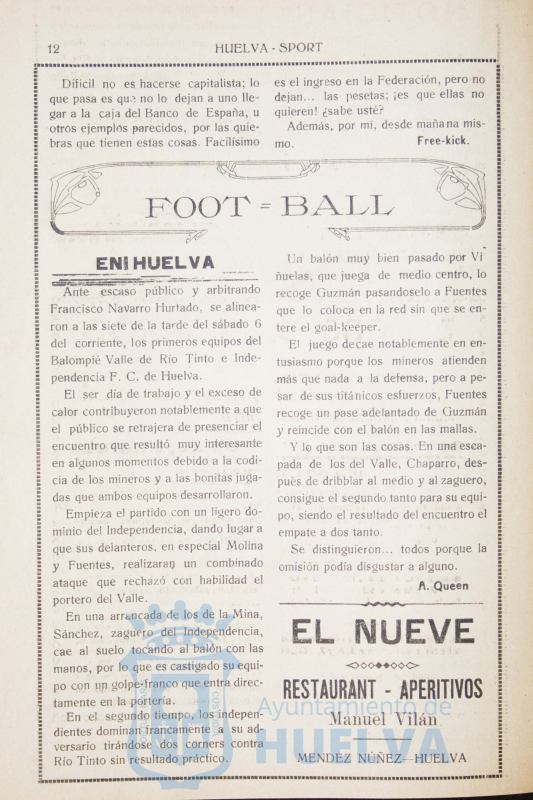 12
HUELVA - SPORT
Difícil no es hacerse capitalista; lo
que pasa es que no lo dejan a uno lle-
gar a la caja del Banco de España, u
otros ejemplos parecidos, por las quie-
bras que tienen estas cosas. Facilísimo
es el ingreso en la Federación, pero no
dejan... las pesetas; ¡es que ellas no
quieren! ¿sabe usté?
Además, por mí, desde mañana mis-
mo.
Free-kick.
FOOT = BALL
EN HUELVA
Ante escaso público y arbitrando
Francisco Navarro Hurtado, se alinea-
ron a las siete de la tarde del sábado 6
del corriente, los primeros equipos del
Balompié Valle de Río Tinto e Inde-
pendencia F. C. de Huelva.
El ser día de trabajo y el exceso de
calor contribuyeron notablemente a que
el público se retrajera de presenciar el
encuentro que resultó muy interesante
en algunos momentos debido a la codi-
cia de los mineros y a las bonitas juga-
das que ambos equipos desarrollaron.
Empieza el partido con un ligero do-
minio del Independencia, dando lugar a
que sus delanteros, en especial Molina
y Fuentes, realizaran un combinado
ataque que rechazó con habilidad el
portero del Valle.
En una arrancada de los de la Mina,
Sánchez, zaguero del Independencia,
cae al suelo tocando al balón con las
manos, por lo que es castigado su equi-
po con un golpe franco que entra direc-
tamente en la portería.
En el segundo tiempo, los indepen-
dientes dominan francamente a su ad-
versario tirándose dos corners contra
Río Tinto sin resultado práctico.
Un balón muy bien pasado por Vi
ñuelas, que juega de medio centro, lo
recoge Guzmán pasandoselo a Fuentes
que lo coloca en la red sin que se en-
tere el goal-keeper.
El juego decae notablemente en en-
tusiasmo porque los mineros atienden
más que nada a la defensa, pero a pe-
sar de sus titánicos esfuerzos, Fuentes
recoge un pase adelantado de Guzmán
y reincide con el balón en las mallas.
Y lo que son las cosas. En una esca-
pada de los del Valle, Chaparro, des-
pués de dribblar al medio y al zaguero,
consigue el segundo tanto para su equi-
po, siendo el resultado del encuentro el
empate a dos tanto.
Se distinguieron... todos porque la
omisión podía disgustar a alguno.
A. Queen
EL NUEVE
RESTAURANT - APERITIVOS
Manuel Vilán
MENDEZ NÚÑEZ—HUELVA
Ayuntamiento de
HUELVA